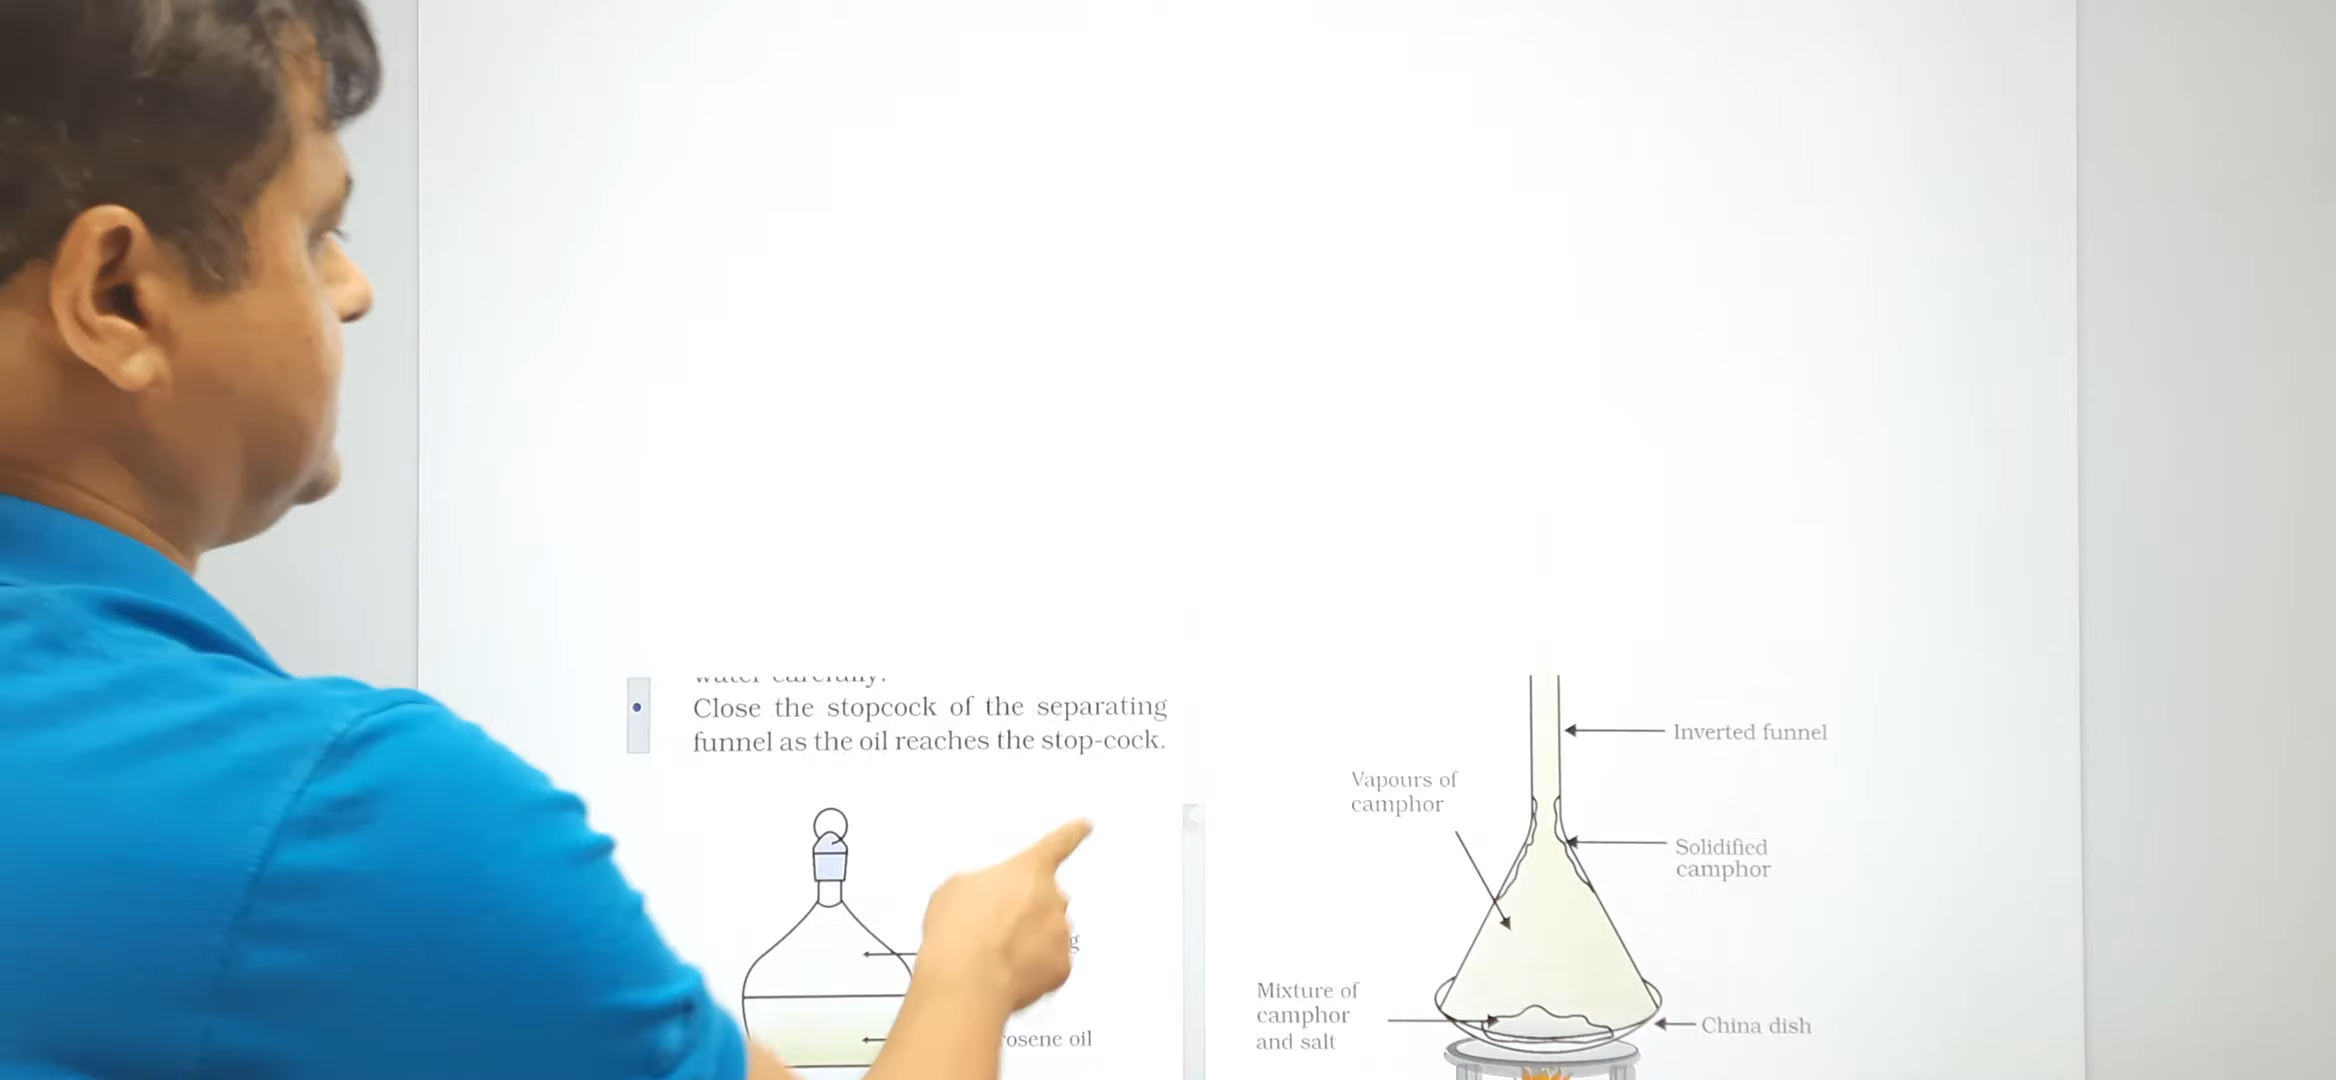 Close the stopcock of the separating
funnel as the oil reaches the stop-cock.
Inverted funnel
Vapours of
camphor
Solidified
camphor
Mixture of
camphor
and salt
China dish
oil